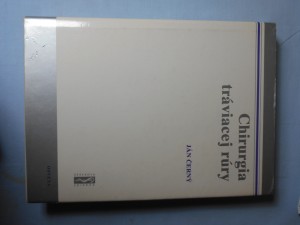 Chirurgia
tráviacej rúry
JÁN ČERNÝ